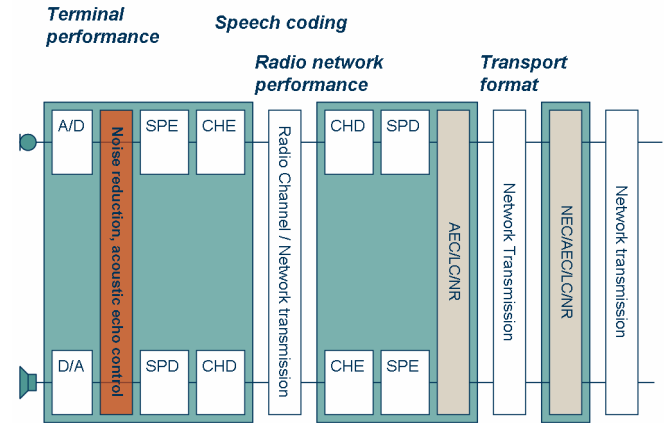 Terminal
performance
Speech coding
Radio network
performance
Transport
format
A/D
Noise reduction, acoustic echo control
SPE
CHE
Radio Channel / Network transmission
CHD
SPD
AEC/LC/NR
Network Transmission
NEC/AEC/LC/NR
Network transmission
D/A
SPD
CHD
CHE
SPE